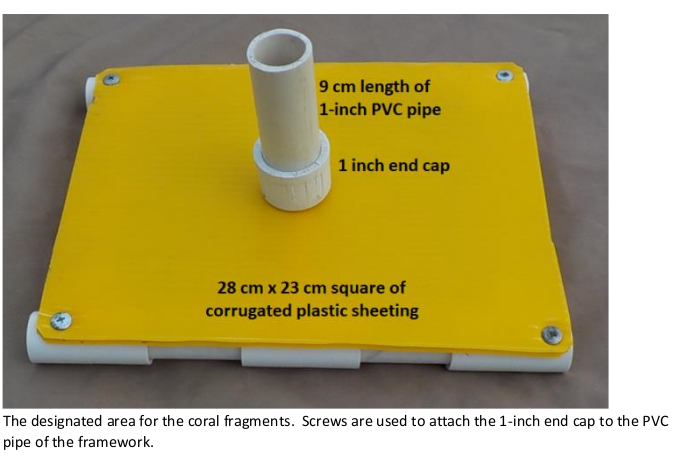 9 cm length of
1-inch PVC pipe
1 inch end cap
28 cm x 23 cm square of
corrugated plastic sheeting
The designated area for the coral fragments.  Screws are used to attach the 1-inch end cap to the PVC
pipe of the framework.